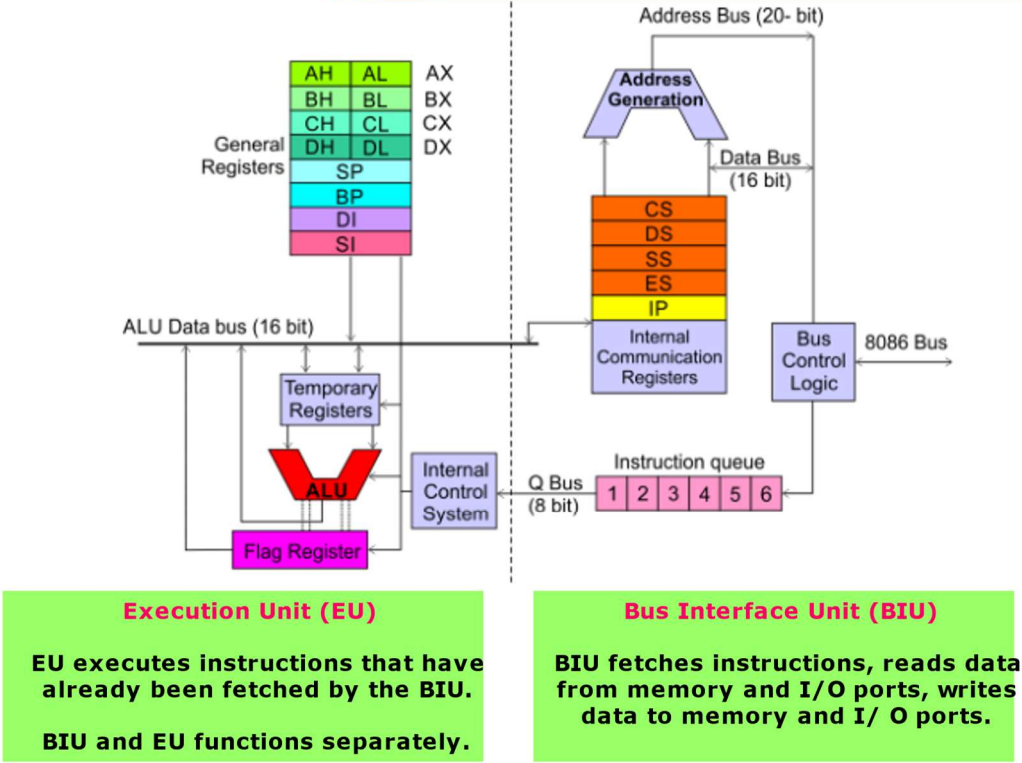 Address Bus (20- bit)
AH AL AX
BH BL BX
CH CL CX
DH DL DX
General
Registers
SP
BP
DI
SI
Address
Generation
Data Bus
(16 bit)
CS
DS
SS
ES
IP
Internal
Communication
Registers
ALU Data bus (16 bit)
Bus
Control
Logic
8086 Bus
Temporary
Registers
ALU
Internal
Control
System
Flag Register
Q Bus
(8 bit)
Instruction queue
1 2 3 4 5 6
Execution Unit (EU)
EU executes instructions that have
already been fetched by the BIU.
BIU and EU functions separately.
Bus Interface Unit (BIU)
BIU fetches instructions, reads data
from memory and I/O ports, writes
data to memory and I/ O ports.